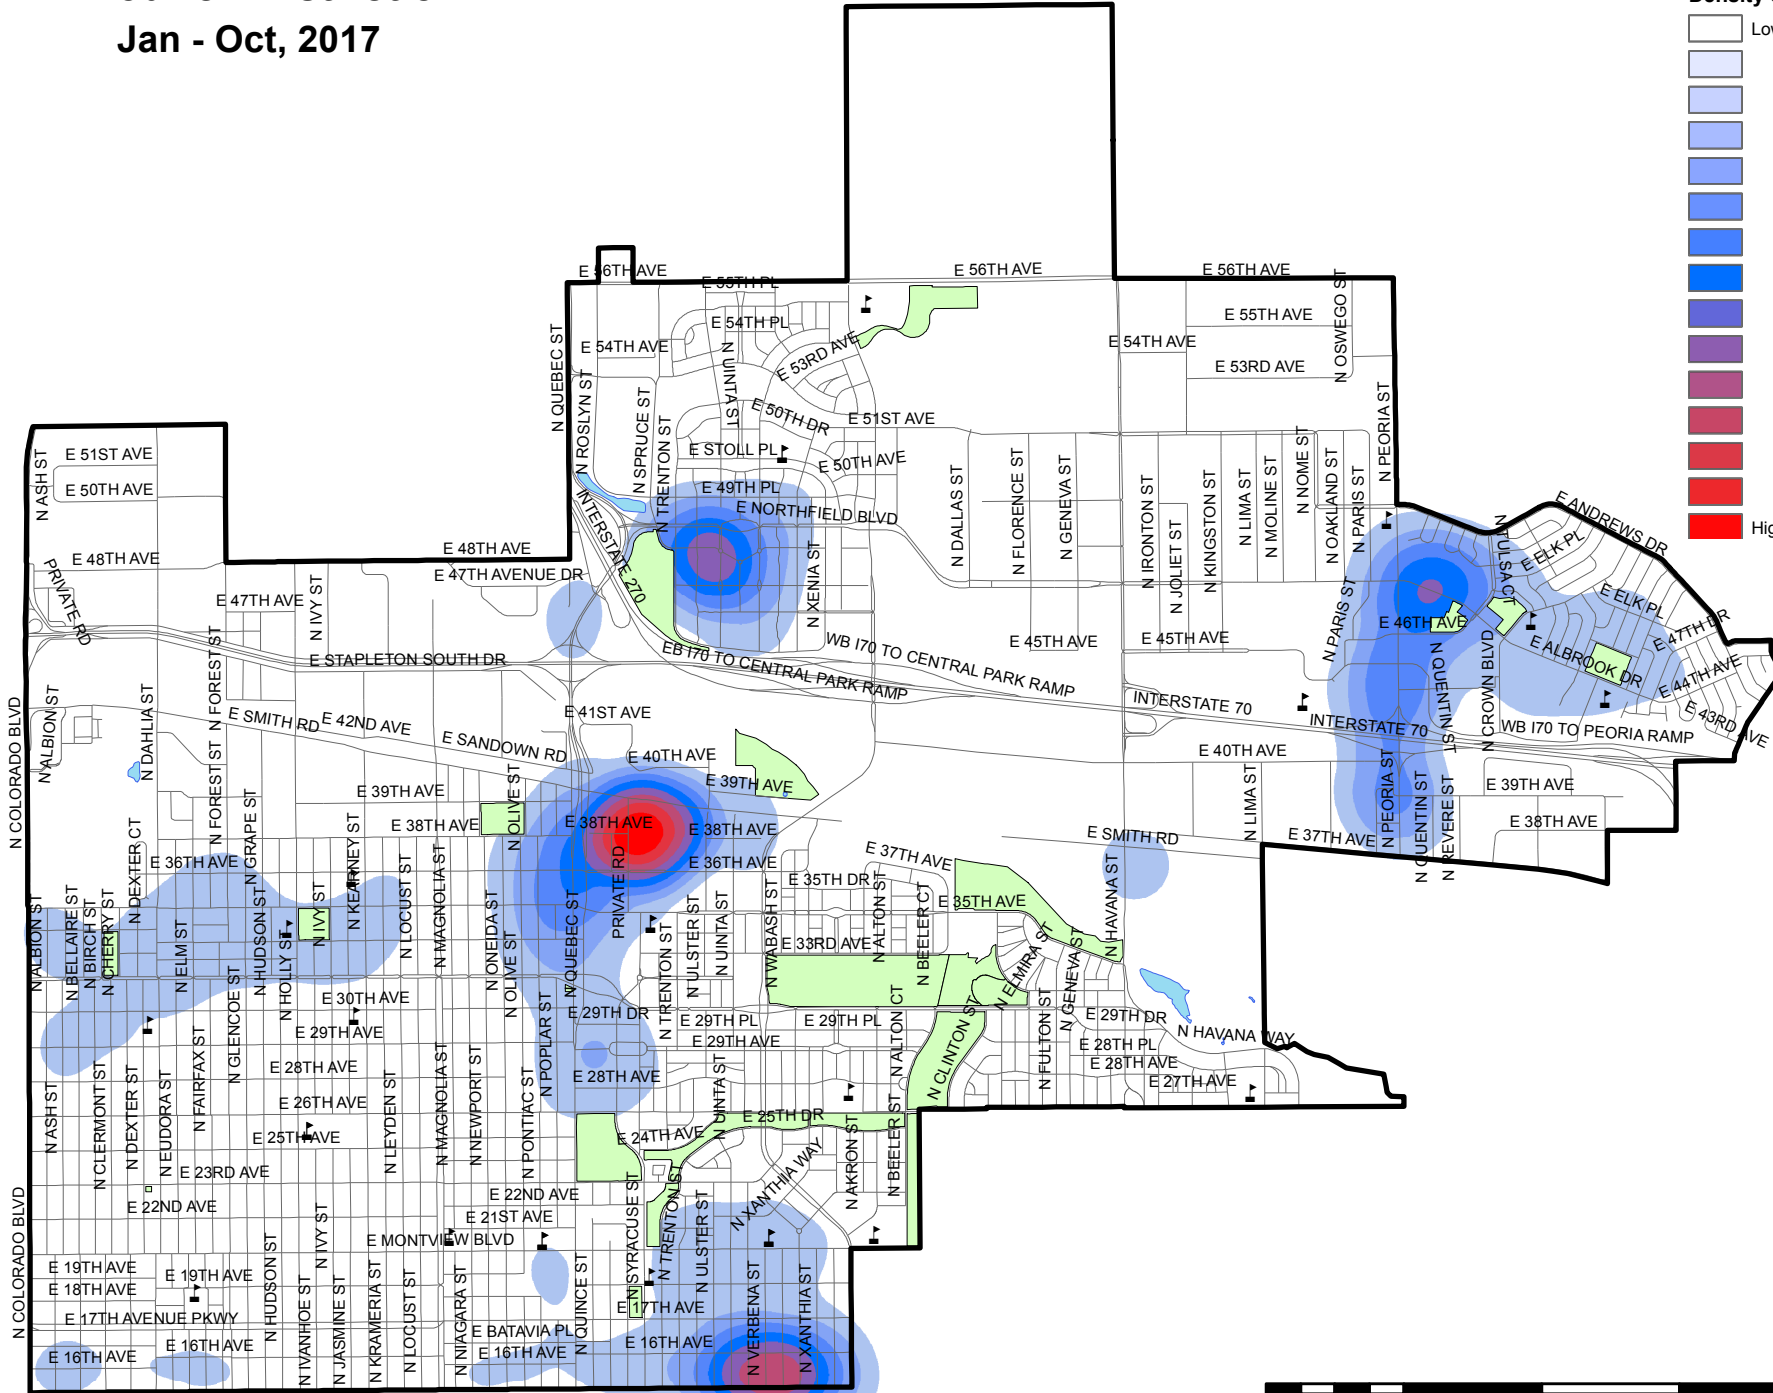 Jan - Oct, 2017
Low
High
E 56TH AVE
E 56TH AVE
E 56TH AVE
E 55TH PL
E 55TH AVE
E 54TH PL
E 54TH AVE
E 54TH AVE
E 53RD AVE
E 53RD AVE
N OSWEGO ST
N QUEBEC ST
N ROSLYN ST
N UINTA ST
N SPRUCE ST
N TRENTON ST
E 50TH DR
E 51ST AVE
E STOLL PL
E 50TH AVE
E 49TH PL
E NORTHFIELD BLVD
N PEORIA ST
E 51ST AVE
E 50TH AVE
N ASH ST
E 48TH AVE
E 48TH AVE
E 47TH AVENUE DR
INTERSTATE 270
N DALLAS ST
N FLORENCE ST
N GENEVA ST
N IRONTON ST
N JOLIET ST
N KINGSTON ST
N LIMA ST
N MOLINE ST
N NOME ST
N OAKLAND ST
N PARIS ST
N TULSA CT
E ANDREWS DR
E ELK PL
E ELK PL
E 47TH DR
PRIVATE RD
E 47TH AVE
N IVY ST
N XENIA ST
N PARIS ST
E 46TH AVE
E 45TH AVE
E 45TH AVE
E ALBROOK DR
E 44TH AVE
E 43RD AVE
N FOREST ST
E STAPLETON SOUTH DR
EB I70 TO CENTRAL PARK RAMP
WB I70 TO CENTRAL PARK RAMP
INTERSTATE 70
INTERSTATE 70
WB I70 TO PEORIA RAMP
N QUENTIN ST
N CROWN BLVD
N COLORADO BLVD
N ALBION ST
N DAHLIA ST
N FOREST ST
E SMITH RD
E 42ND AVE
E SANDOWN RD
E 41ST AVE
E 40TH AVE
E 40TH AVE
E 39TH AVE
E 39TH AVE
E 39TH AVE
E 38TH AVE
E 38TH AVE
E 38TH AVE
E 38TH AVE
E 37TH AVE
E 37TH AVE
E SMITH RD
N LIMA ST
N PEORIA ST
N QUENTIN ST
N REVERE ST
N OLIVE ST
N GRAPE ST
N DEXTER CT
E 36TH AVE
E 36TH AVE
E 35TH DR
E 35TH AVE
E 33RD AVE
N KEARNEY ST
N LOCUST ST
N MAGNOLIA ST
N ONEIDA ST
N OLIVE ST
N QUEBEC ST
PRIVATE RD
N ULSTER ST
N UINTA ST
N WABASH ST
N ALTON ST
N BEELER CT
N ELMIRA ST
N GENEVA ST
N HAVANA ST
N ALBION ST
N BELLAIRE ST
N BIRCH ST
N CHERRY ST
N ELM ST
N HUDSON ST
N HOLLY ST
N IVY ST
N GLENCOE ST
E 30TH AVE
E 29TH AVE
E 28TH AVE
E 26TH AVE
E 25TH AVE
E 23RD AVE
E 22ND AVE
E 29TH DR
E 29TH PL
E 29TH PL
E 29TH AVE
E 28TH AVE
E 29TH DR
E 28TH PL
E 28TH AVE
E 27TH AVE
N HAVANA WAY
N TRENTON ST
N ALTON CT
N CLINTON ST
N FULTON ST
N POPLAR ST
N ASH ST
N CLERMONT ST
N DEXTER ST
N EUDORA ST
N FAIRFAX ST
N LEYDEN ST
N MAGNOLIA ST
N NEWPORT ST
N PONTIAC ST
N UINTA ST
E 25TH DR
E 24TH AVE
N AKRON ST
N BEELER ST
N XANTHIA WAY
E 22ND AVE
E 21ST AVE
E MONTVIEW BLVD
N COLORADO BLVD
N SYRACUSE ST
N TRENTON ST
N ULSTER ST
N VERBENA ST
N XANTHIA ST
N QUINCE ST
E 19TH AVE
E 19TH AVE
E 18TH AVE
E 17TH AVENUE PKWY
E 16TH AVE
E 16TH AVE
N HUDSON ST
N IVY ST
N IVANHOE ST
N JASMINE ST
N KRAMERIA ST
N LOCUST ST
N NIAGARA ST
E BATAVIA PL
E 16TH AVE
E 17TH AVE
E 16TH AVE